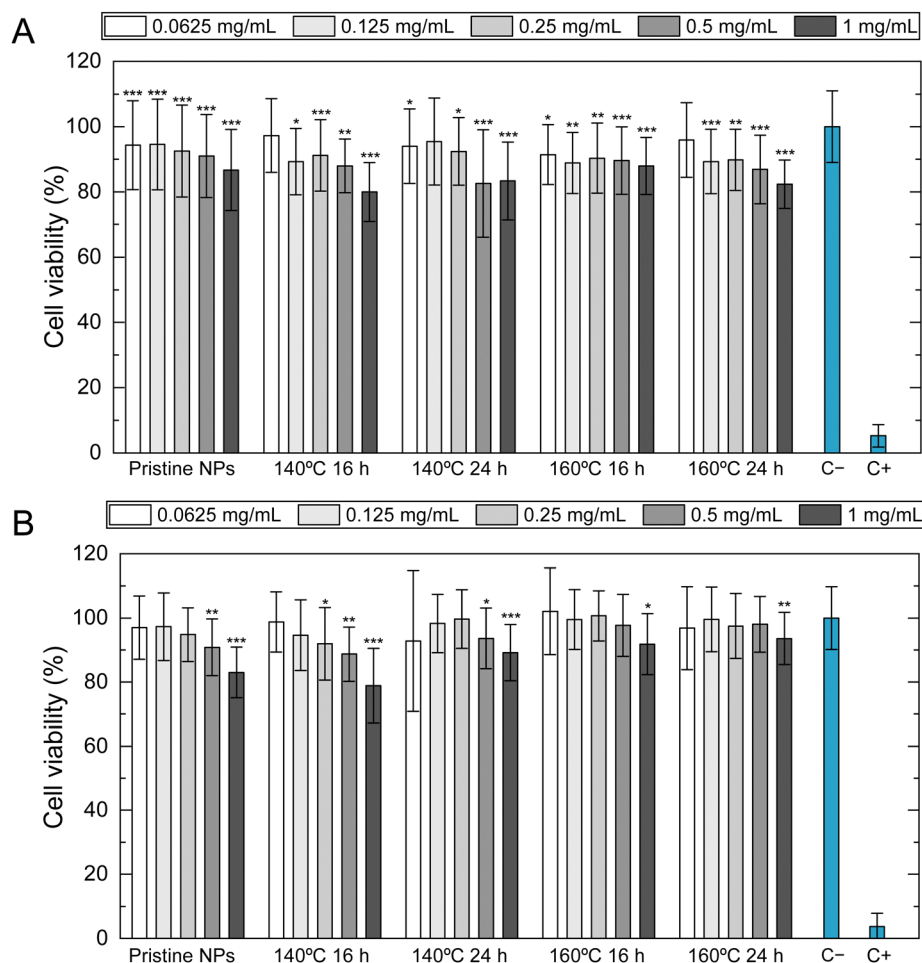 A
0.0625 mg/mL 0.125 mg/mL 0.25 mg/mL 0.5 mg/mL 1 mg/mL
120
100
80
60
40
20
0
Cell viability (%)
*** *** *** *** ***
* *** ** ***
* * *** ***
* ** ** *** ***
*** ** *** ***
Pristine NPs 140ºC 16 h 140ºC 24 h 160ºC 16 h 160ºC 24 h C− C+
B
0.0625 mg/mL 0.125 mg/mL 0.25 mg/mL 0.5 mg/mL 1 mg/mL
120
100
80
60
40
20
0
Cell viability (%)
** ***
* ** ***
* ***
*
**
Pristine NPs 140ºC 16 h 140ºC 24 h 160ºC 16 h 160ºC 24 h C− C+